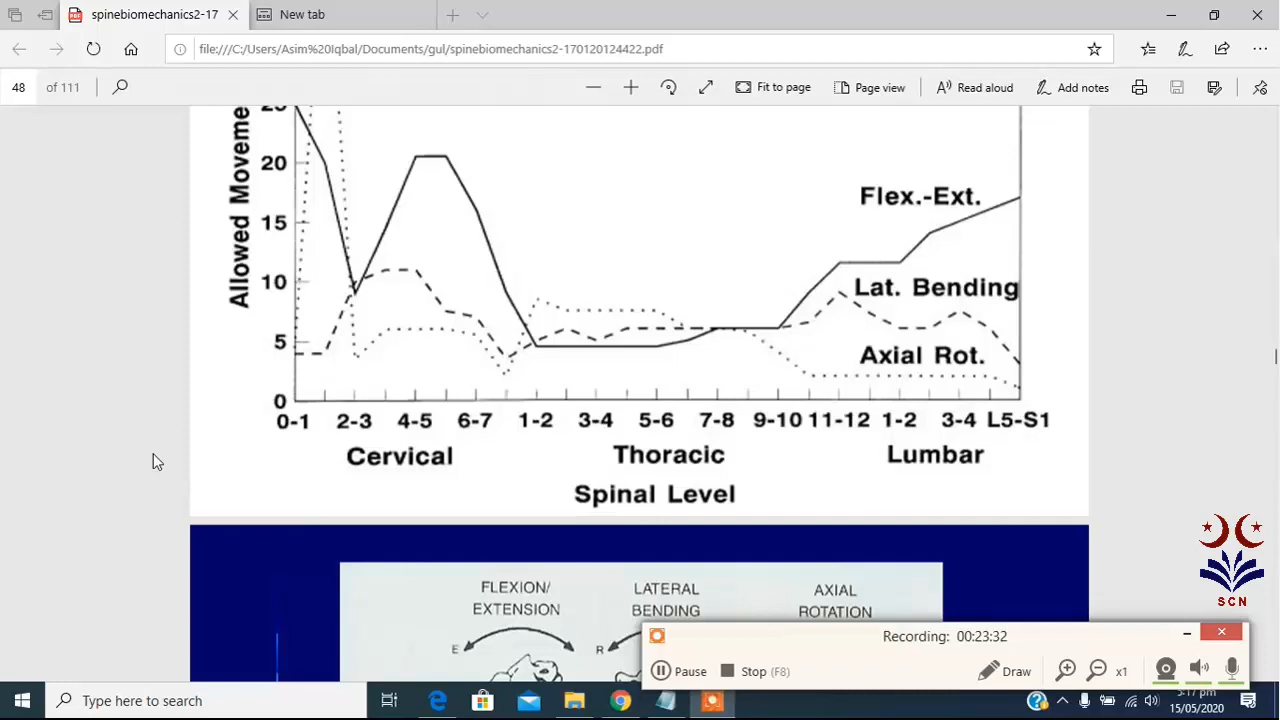 spinebiomechanics2-17
New tab
file:///C:/Users/Asim%20Iqbal/Documents/gul/spinebiomechanics2-170120124422.pdf
48 of 111
Fit to page
Page view
Read aloud
Add notes
Allowed Moveme
25
20
15
10
5
0
Flex.-Ext.
Lat. Bending
Axial Rot.
0-1 2-3 4-5 6-7 1-2 3-4 5-6 7-8 9-10 11-12 1-2 3-4 L5-S1
Cervical Thoracic Lumbar
Spinal Level
SCN
FLEXION/
EXTENSION
LATERAL
BENDING
AXIAL
ROTATION
E
R
Recording: 00:23:32
Pause
Stop (F8)
Draw
x1
Type here to search
5:17 pm
15/05/2020